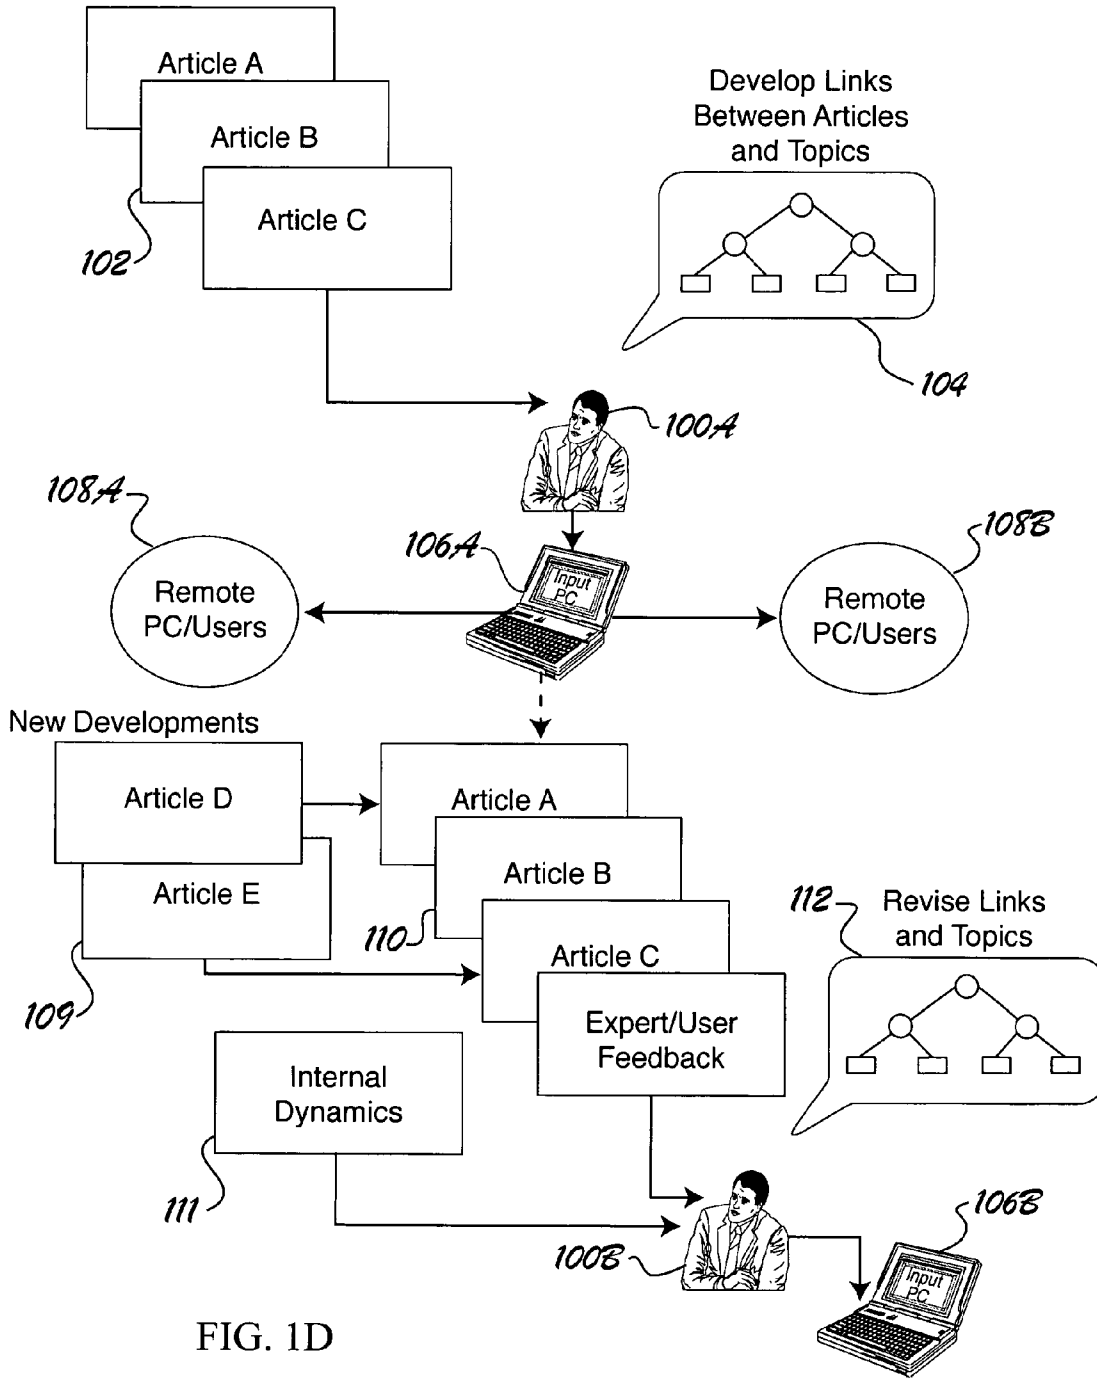 Article A
Article B
Article C
102
Develop Links
Between Articles
and Topics
104
100A
108A
106A
108B
Remote
PC/Users
Input
PC
Remote
PC/Users
New Developments
Article D
Article E
109
Article A
Article B
110
Article C
Expert/User
Feedback
112
Revise Links
and Topics
Internal
Dynamics
111
100B
106B
Input
PC
FIG. 1D